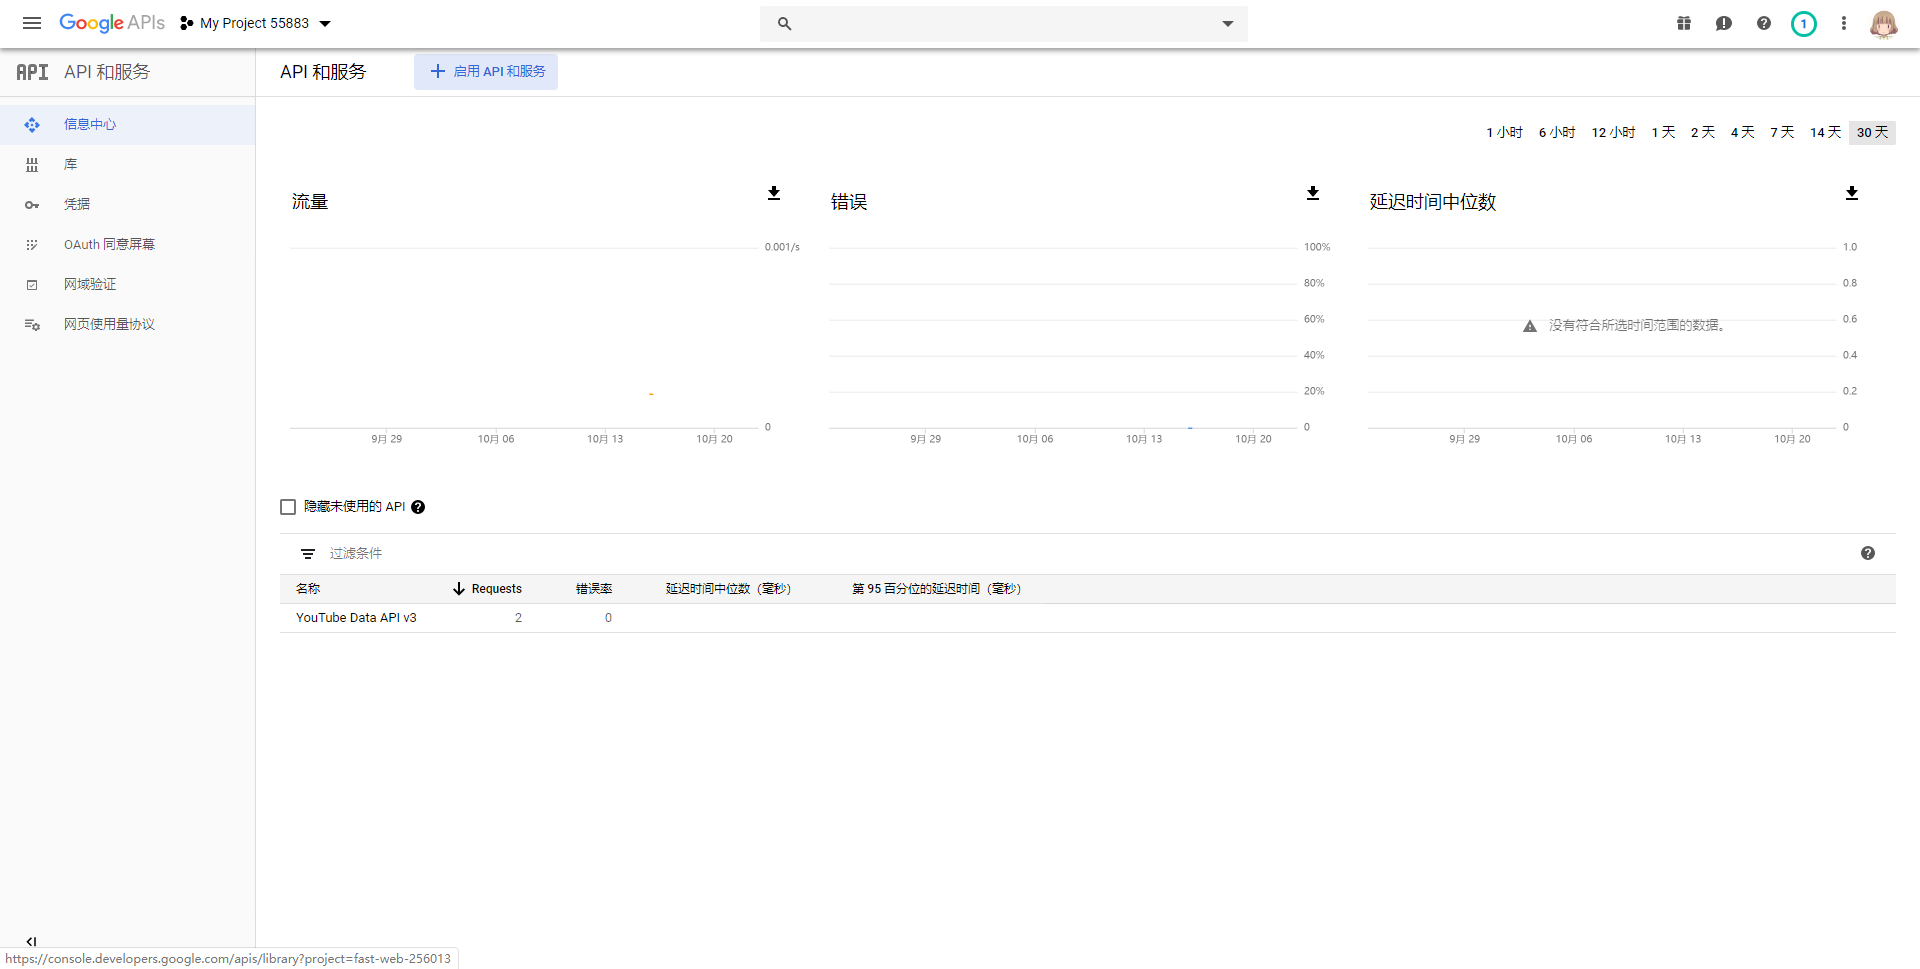 Google APIs
My Project 55883
1
API API 和服务
API 和服务
启用 API 和服务
信息中心
库
凭据
OAuth 同意屏幕
网域验证
网页使用量协议
1 小时 6 小时 12 小时 1 天 2 天 4 天 7 天 14 天 30 天
流量
0.001/s
0
9月 29 10月 06 10月 13 10月 20
错误
100%
80%
60%
40%
20%
0
9月 29 10月 06 10月 13 10月 20
延迟时间中位数
1.0
0.8
0.6
没有符合所选时间范围的数据。
0.4
0.2
0
9月 29 10月 06 10月 13 10月 20
隐藏未使用的 API
过滤条件
名称 Requests 错误率 延迟时间中位数（毫秒） 第 95 百分位的延迟时间（毫秒）
YouTube Data API v3 2 0
https://console.developers.google.com/apis/library?project=fast-web-256013